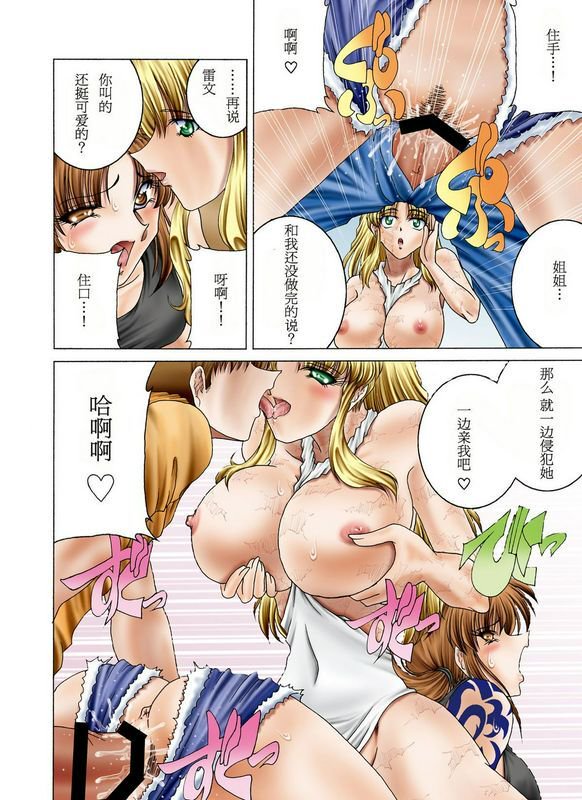 住手…!
啊啊♡
姐姐…
和我还没做完的说？
……再说
雷文
你叫的
还挺可爱的？
呀啊!!
住口…!
那么 就一边侵犯她
一边亲我吧♡
哈啊啊♡